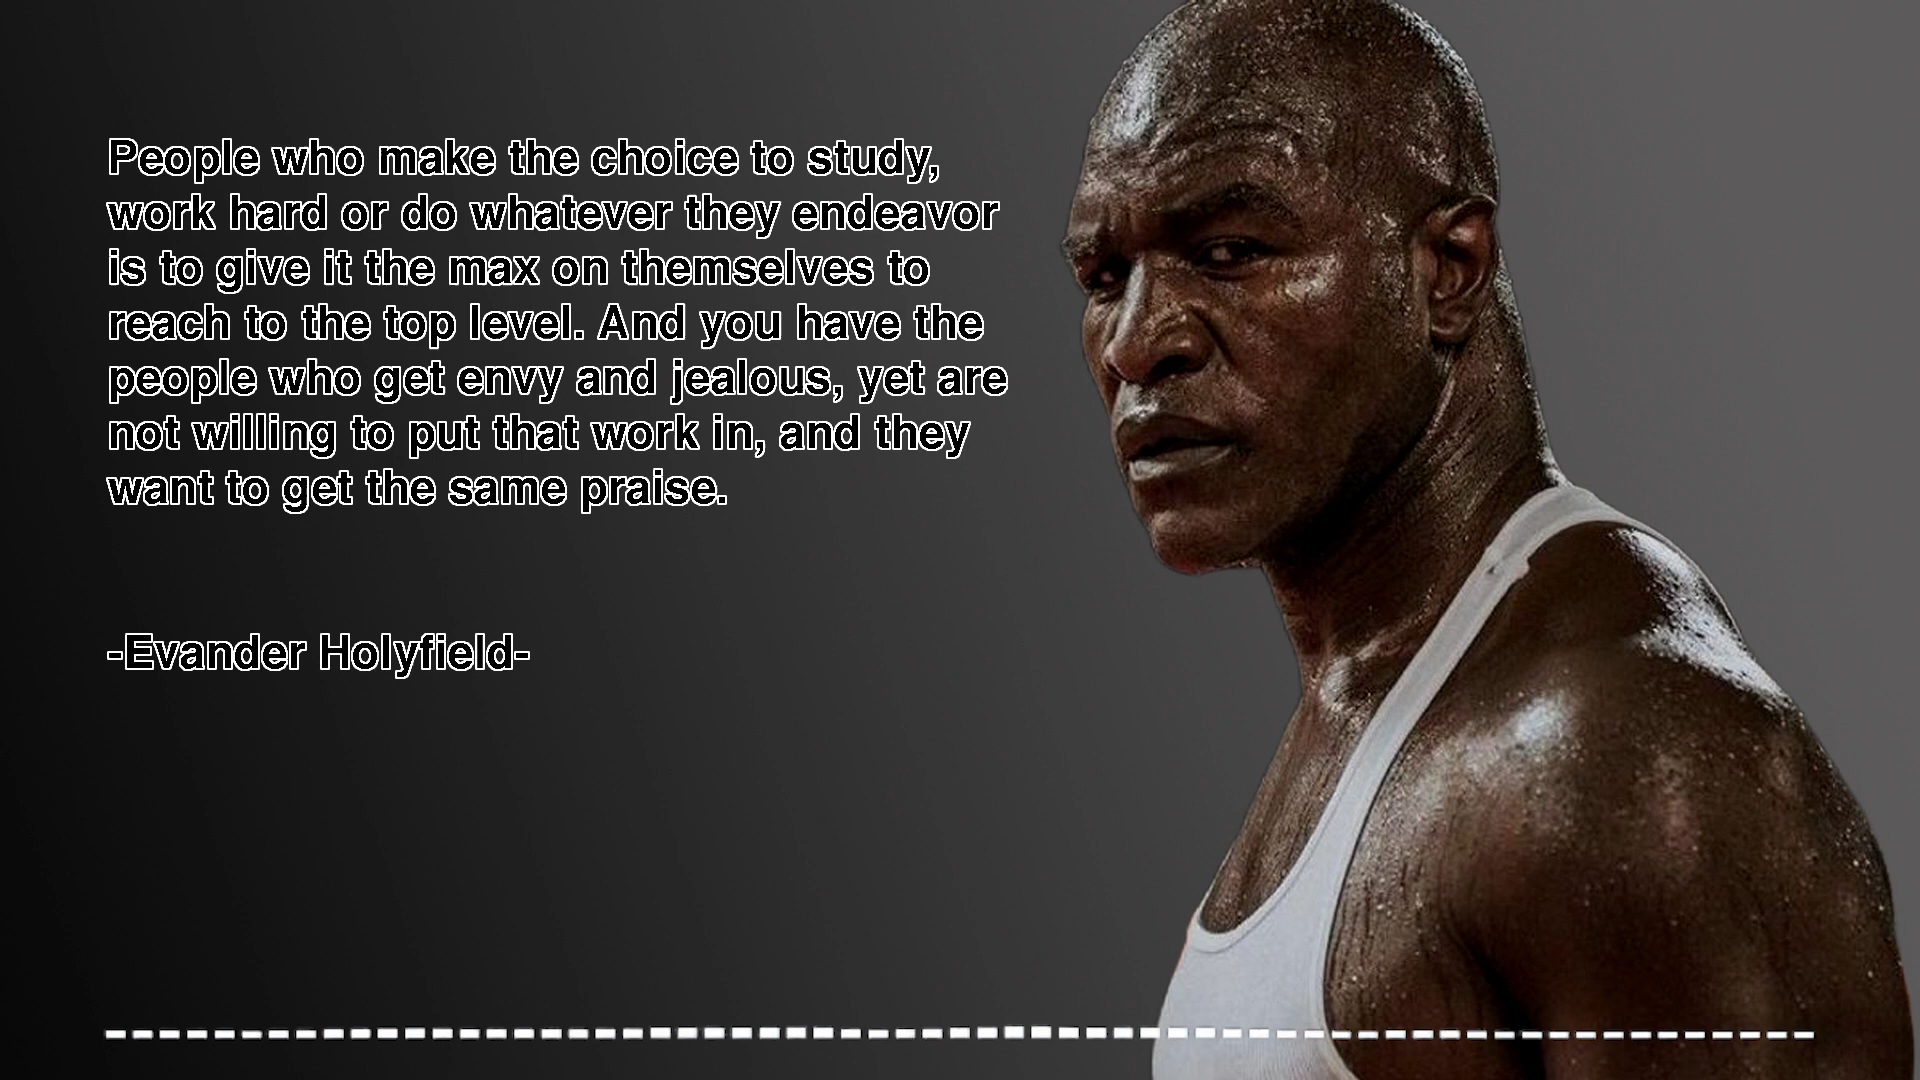 People who make the choice to study,
work hard or do whatever they endeavor
is to give it the max on themselves to
reach to the top level. And you have the
people who get envy and jealous, yet are
not willing to put that work in, and they
want to get the same praise.
-Evander Holyfield-